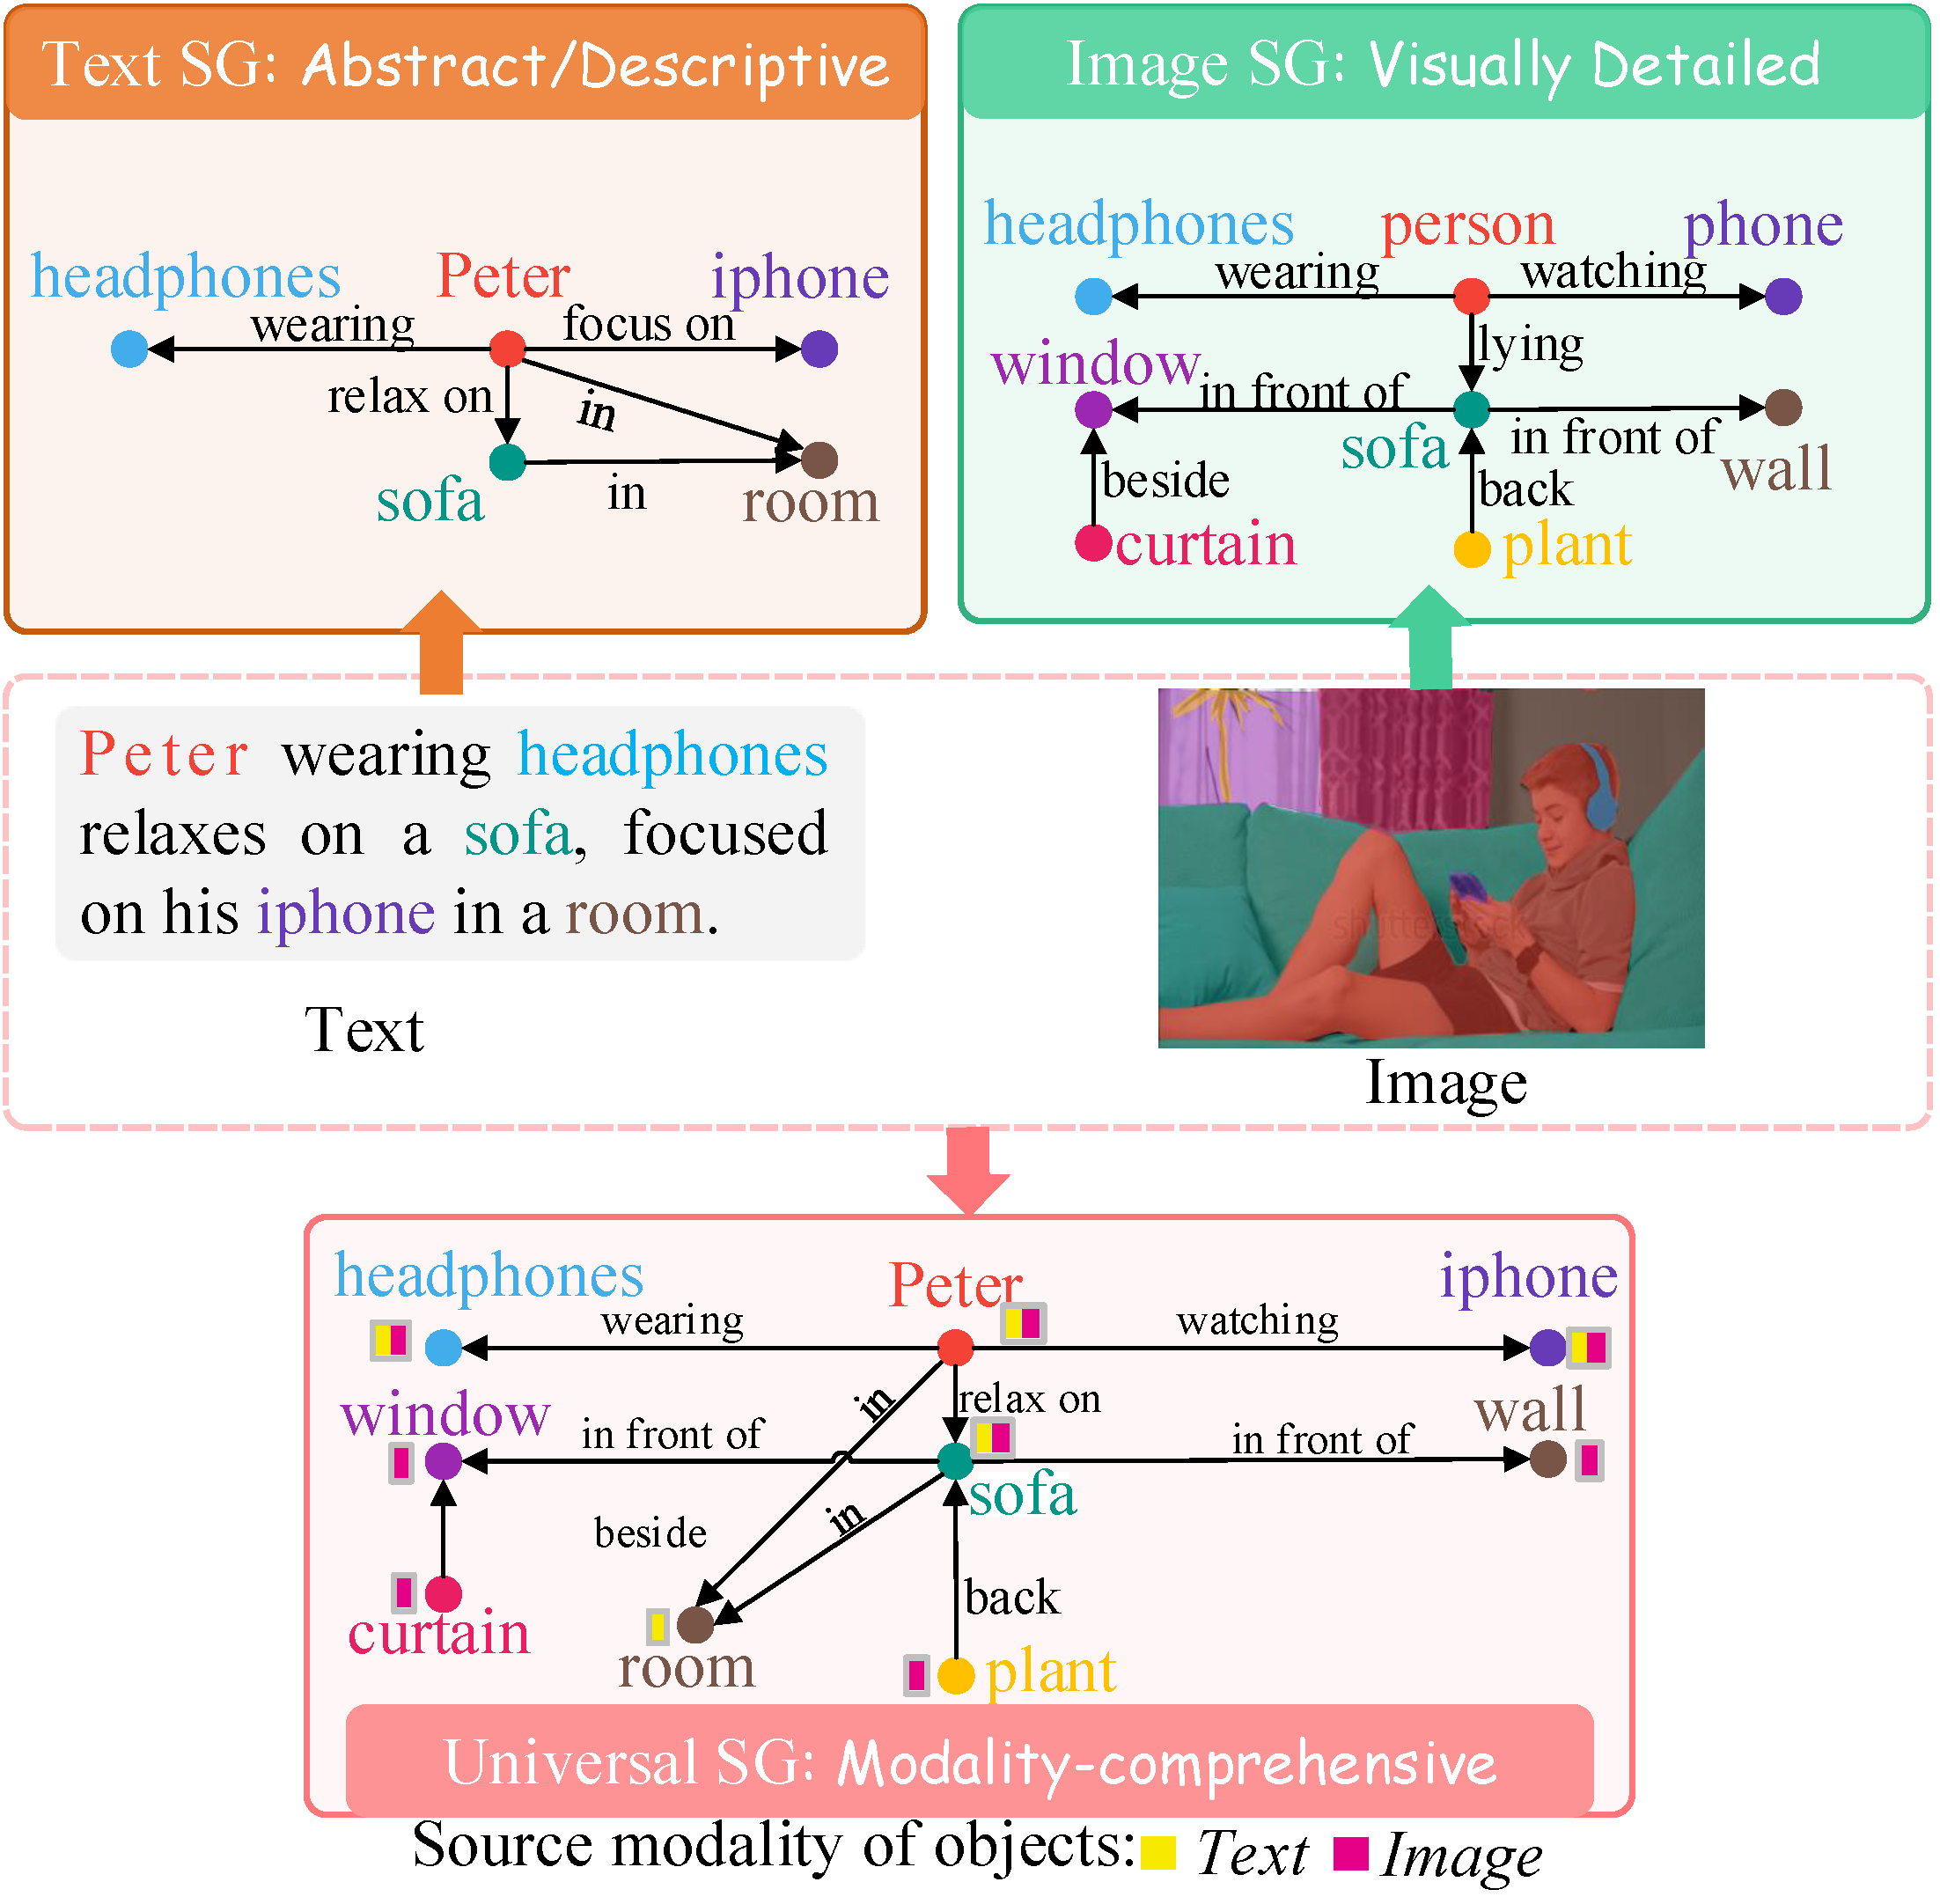 Text SG: Abstract/Descriptive
headphones
Peter
iphone
wearing
focus on
relax on
in
sofa
in
room
Image SG: Visually Detailed
headphones
person
phone
wearing
watching
window
lying
in front of
sofa
in front of
wall
beside
back
curtain
plant
Peter wearing headphones
relaxes on a sofa, focused
on his iphone in a room.
Text
shutterstock
Image
headphones
Peter
iphone
wearing
watching
window
in
relax on
wall
in front of
in front of
sofa
beside
in
back
curtain
room
plant
Universal SG: Modality-comprehensive
Source modality of objects: Text Image